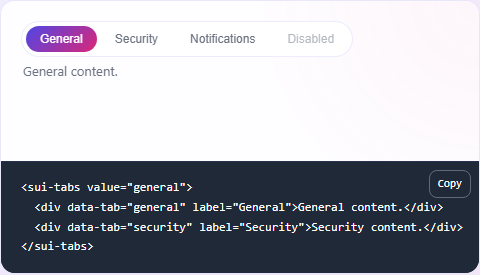 General Security Notifications Disabled
General content.
Copy
<sui-tabs value="general">
  <div data-tab="general" label="General">General content.</div>
  <div data-tab="security" label="Security">Security content.</div>
</sui-tabs>